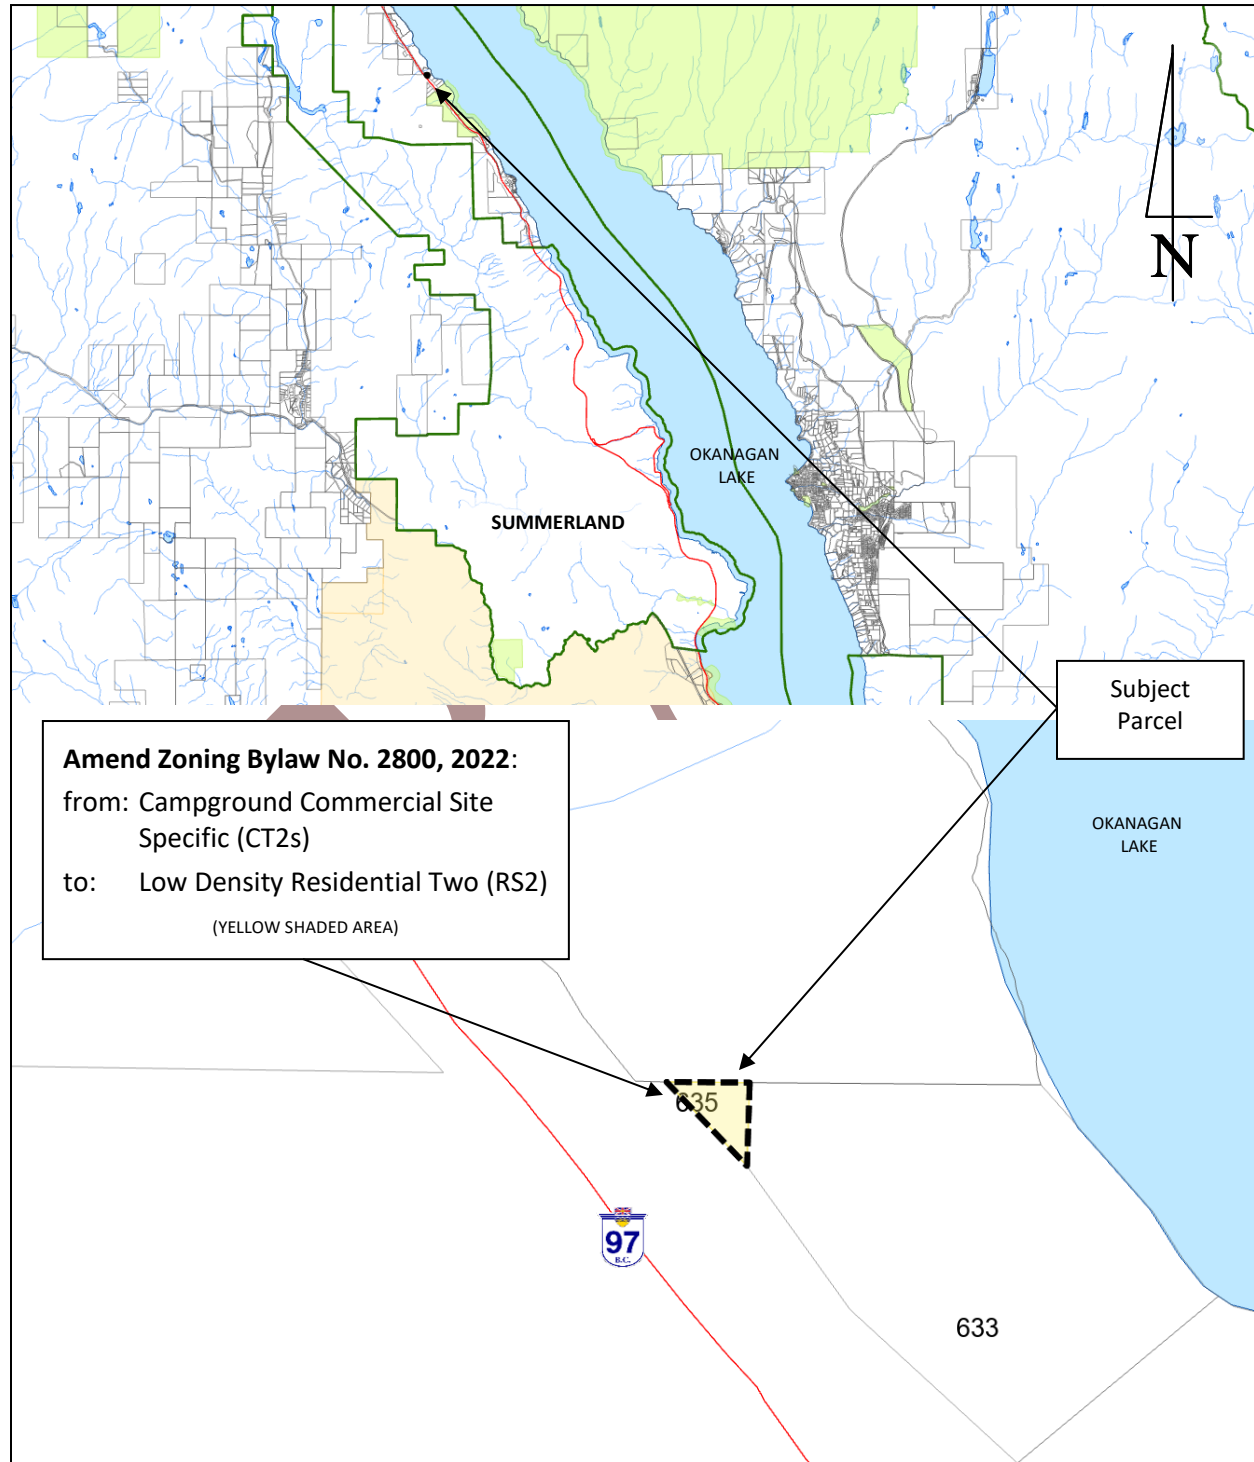 N
OKANAGAN
LAKE
SUMMERLAND
Subject
Parcel
Amend Zoning Bylaw No. 2800, 2022:
from: Campground Commercial Site
Specific (CT2s)
to: Low Density Residential Two (RS2)
(YELLOW SHADED AREA)
OKANAGAN
LAKE
635
97
B.C.
633